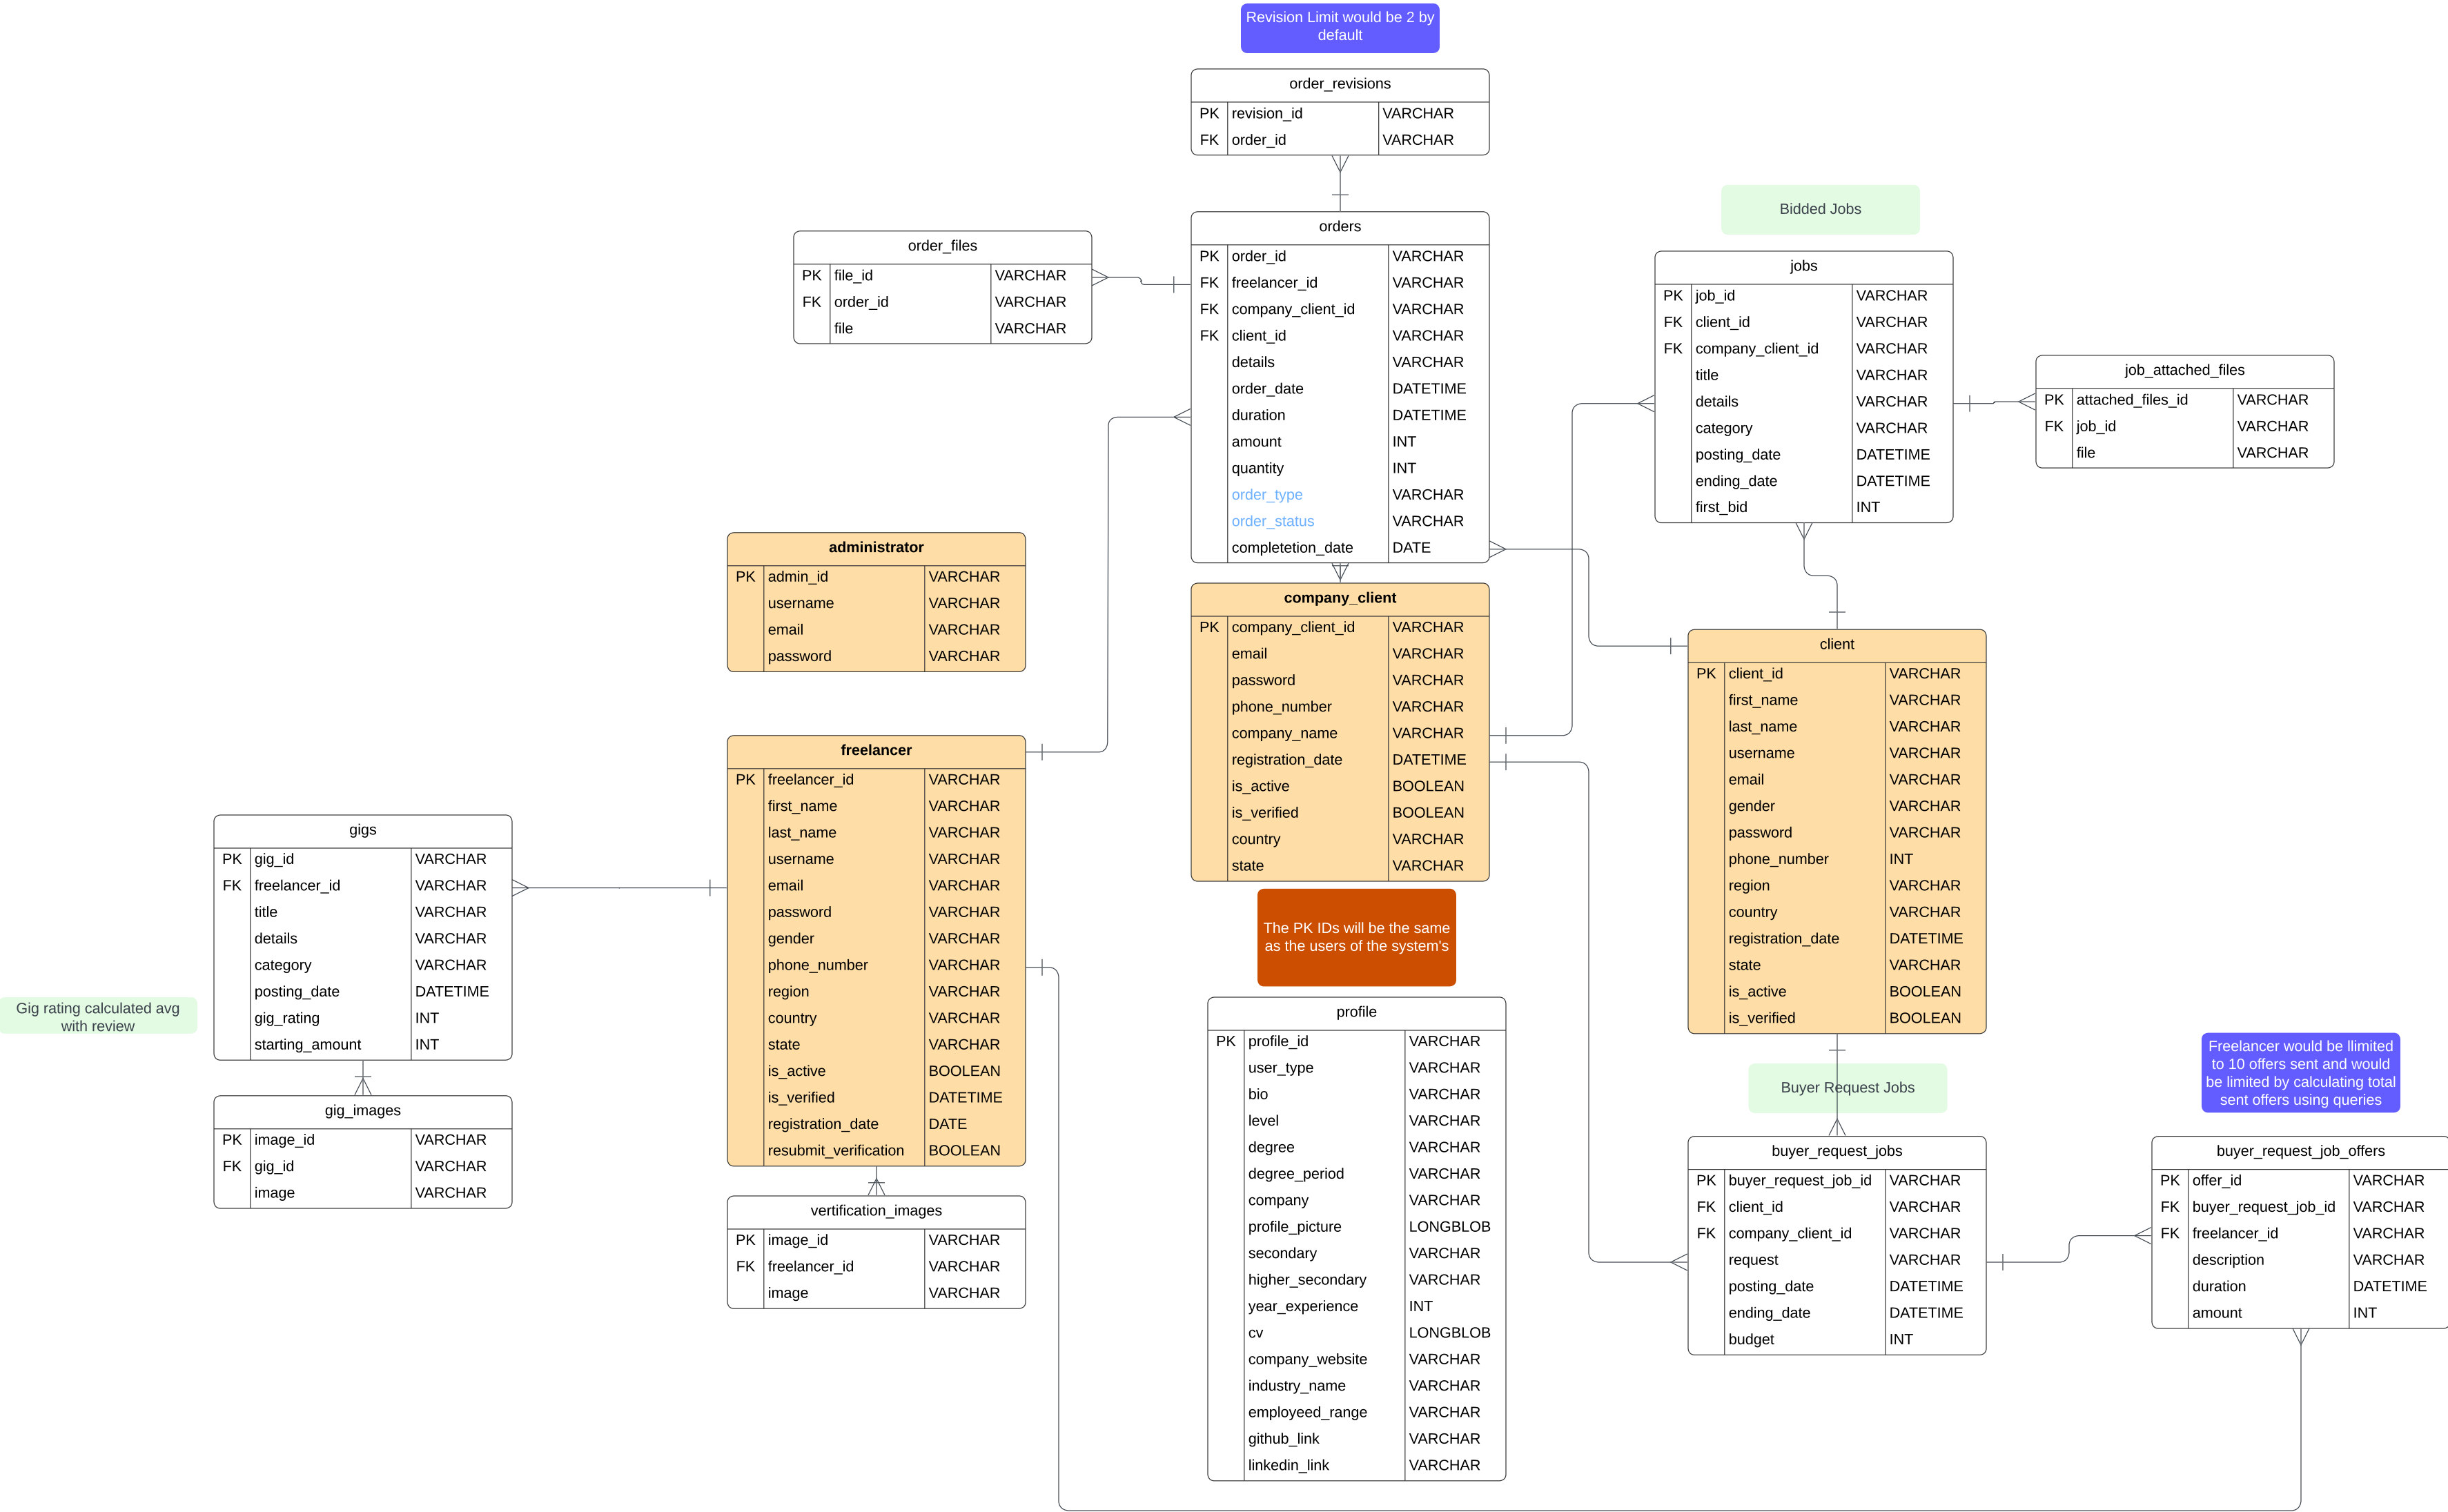 Revision Limit would be 2 by
default
order_revisions
PK revision_id VARCHAR
FK order_id VARCHAR
order_files
PK file_id VARCHAR
FK order_id VARCHAR
file VARCHAR
orders
PK order_id VARCHAR
FK freelancer_id VARCHAR
FK company_client_id VARCHAR
FK client_id VARCHAR
details VARCHAR
order_date DATETIME
duration DATETIME
amount INT
quantity INT
order_type VARCHAR
order_status VARCHAR
completetion_date DATE
Bidded Jobs
jobs
PK job_id VARCHAR
FK client_id VARCHAR
FK company_client_id VARCHAR
title VARCHAR
details VARCHAR
category VARCHAR
posting_date DATETIME
ending_date DATETIME
first_bid INT
job_attached_files
PK attached_files_id VARCHAR
FK job_id VARCHAR
file VARCHAR
administrator
PK admin_id VARCHAR
username VARCHAR
email VARCHAR
password VARCHAR
company_client
PK company_client_id VARCHAR
email VARCHAR
password VARCHAR
phone_number VARCHAR
company_name VARCHAR
registration_date DATETIME
is_active BOOLEAN
is_verified BOOLEAN
country VARCHAR
state VARCHAR
client
PK client_id VARCHAR
first_name VARCHAR
last_name VARCHAR
username VARCHAR
email VARCHAR
gender VARCHAR
password VARCHAR
phone_number INT
region VARCHAR
country VARCHAR
registration_date DATETIME
state VARCHAR
is_active BOOLEAN
is_verified BOOLEAN
freelancer
PK freelancer_id VARCHAR
first_name VARCHAR
last_name VARCHAR
username VARCHAR
email VARCHAR
password VARCHAR
gender VARCHAR
phone_number VARCHAR
region VARCHAR
country VARCHAR
state VARCHAR
is_active BOOLEAN
is_verified DATETIME
registration_date DATE
resubmit_verification BOOLEAN
gigs
PK gig_id VARCHAR
FK freelancer_id VARCHAR
title VARCHAR
details VARCHAR
category VARCHAR
posting_date DATETIME
gig_rating INT
starting_amount INT
Gig rating calculated avg
with review
gig_images
PK image_id VARCHAR
FK gig_id VARCHAR
image VARCHAR
vertification_images
PK image_id VARCHAR
FK freelancer_id VARCHAR
image VARCHAR
The PK IDs will be the same
as the users of the system's
profile
PK profile_id VARCHAR
user_type VARCHAR
bio VARCHAR
level VARCHAR
degree VARCHAR
degree_period VARCHAR
company VARCHAR
profile_picture LONGBLOB
secondary VARCHAR
higher_secondary VARCHAR
year_experience INT
cv LONGBLOB
company_website VARCHAR
industry_name VARCHAR
employeed_range VARCHAR
github_link VARCHAR
linkedin_link VARCHAR
Buyer Request Jobs
buyer_request_jobs
PK buyer_request_job_id VARCHAR
FK client_id VARCHAR
FK company_client_id VARCHAR
request VARCHAR
posting_date DATETIME
ending_date DATETIME
budget INT
Freelancer would be llimited
to 10 offers sent and would
be limited by calculating total
sent offers using queries
buyer_request_job_offers
PK offer_id VARCHAR
FK buyer_request_job_id VARCHAR
FK freelancer_id VARCHAR
description VARCHAR
duration DATETIME
amount INT